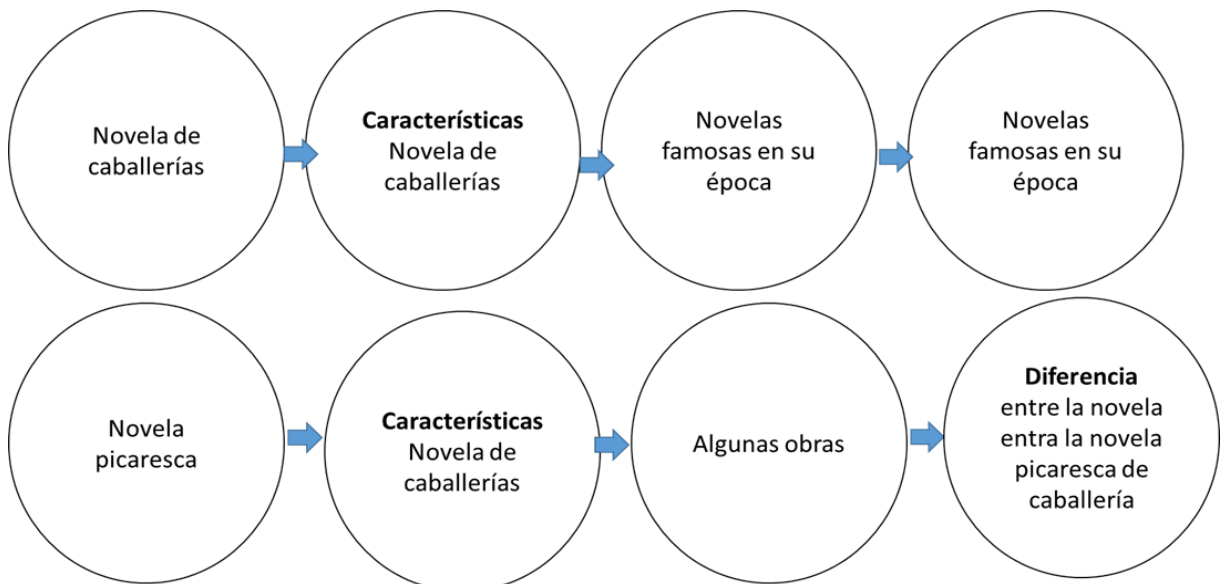 Novela de
caballerías
Características
Novela de
caballerías
Novelas
famosas en su
época
Novelas
famosas en su
época
Novela
picaresca
Características
Novela de
caballerías
Algunas obras
Diferencia
entre la novela
entra la novela
picaresca de
caballería